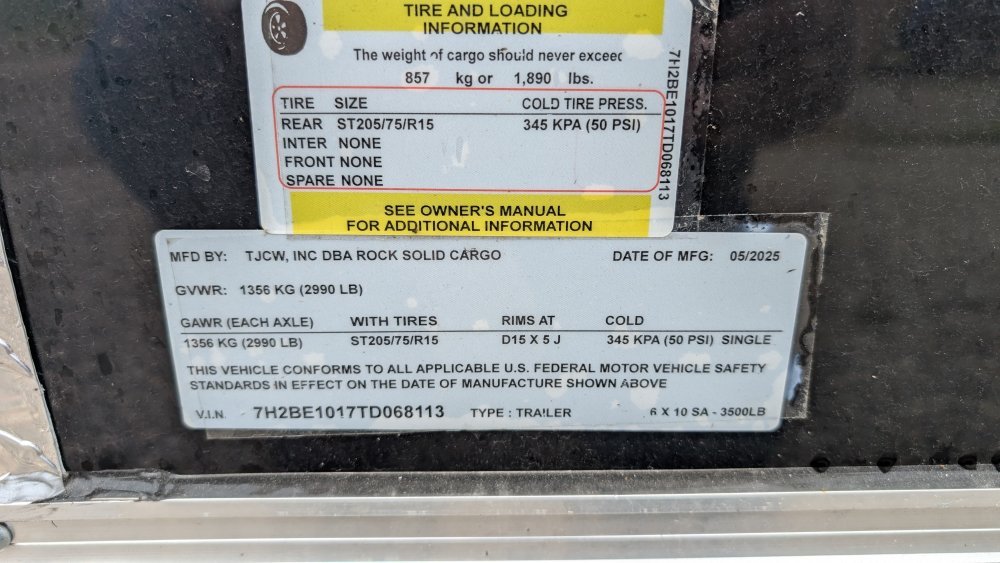 TIRE AND LOADING
INFORMATION
The weight of cargo should never exceed
857 kg or 1,890 lbs.
TIRE SIZE COLD TIRE PRESS.
REAR ST205/75/R15 345 KPA (50 PSI)
INTER NONE
FRONT NONE
SPARE NONE
SEE OWNER'S MANUAL
FOR ADDITIONAL INFORMATION
7H2BE1017TD068113
MFD BY: TJCW, INC DBA ROCK SOLID CARGO DATE OF MFG: 05/2025
GVWR: 1356 KG (2990 LB)
GAWR (EACH AXLE) WITH TIRES RIMS AT COLD
1356 KG (2990 LB) ST205/75/R15 D15 X 5 J 345 KPA (50 PSI) SINGLE
THIS VEHICLE CONFORMS TO ALL APPLICABLE U.S. FEDERAL MOTOR VEHICLE SAFETY
STANDARDS IN EFFECT ON THE DATE OF MANUFACTURE SHOWN ABOVE
V.I.N. 7H2BE1017TD068113 TYPE : TRAILER 6 X 10 SA - 3500LB